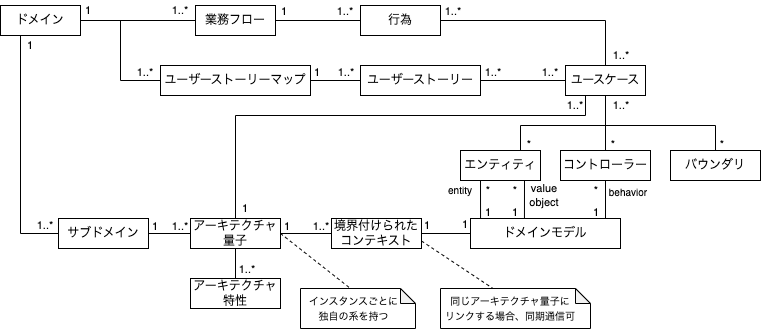 ドメイン
1
1..*
業務フロー
1
1..*
行為
1..*
1
1..*
1..*
ユーザーストーリーマップ
1
1..*
ユーザーストーリー
1..*
1..*
ユースケース
1..*
1..*
*
*
*
エンティティ
コントローラー
バウンダリ
entity
*
*
value
object
*
behavior
1
1
1
1
1..*
サブドメイン
1
1..*
アーキテクチャ
量子
1
1..*
境界付けられた
コンテキスト
1
1
ドメインモデル
1..*
アーキテクチャ
特性
インスタンスごとに
独自の系を持つ
同じアーキテクチャ量子に
リンクする場合、同期通信可